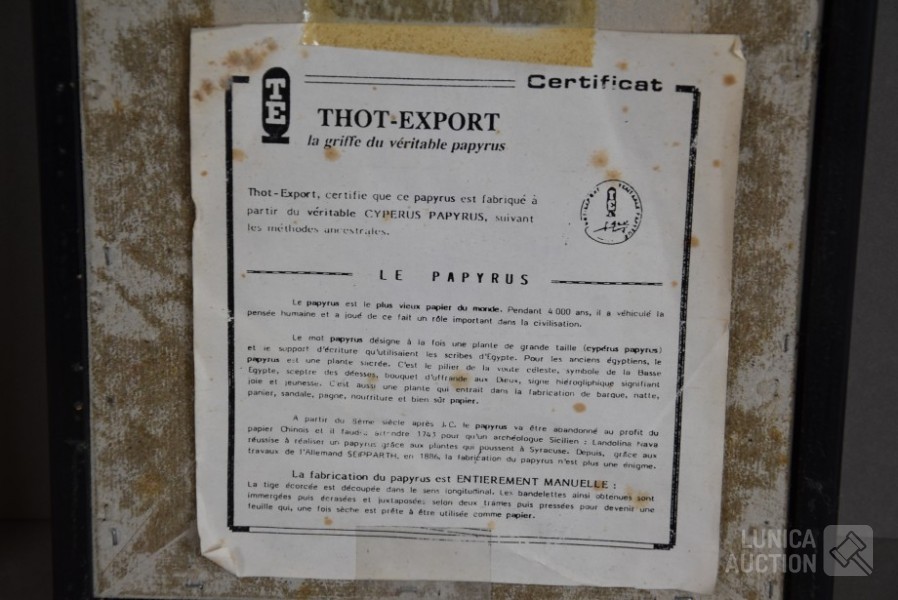 TE
Certificat
THOT-EXPORT
la griffe du véritable papyrus
Thot-Export, certifie que ce papyrus est fabriqué à
partir du véritable CYPERUS PAPYRUS, suivant
les méthodes ancestrales.
LE PAPYRUS
Le papyrus est le plus vieux papier du monde. Pendant 4000 ans, il a véhiculé la
pensée humaine et a joué de ce fait un rôle important dans la civilisation.
Le mot papyrus désigne à la fois une plante de grande taille (cypérus papyrus)
et le support d'écriture qu'utilisaient les scribes d'Egypte. Pour les anciens égyptiens, le
papyrus est une plante sacrée. C'est le pilier de la voute céleste, symbole de la Basse
Egypte, sceptre des déesses, bouquet d'offrande aux Dieux, signe hiéroglyphique signifiant
joie et jeunesse. C'est aussi une plante qui entrait dans la fabrication de barque, natte,
panier, sandale, pagne, nourriture et bien sûr papier.
A partir du 8ème siècle après J.C. le papyrus va être abandonné au profit du
papier Chinois et il faudra attendre 1741 pour qu'un archéologue Sicilien : Landolina Nava
réussise à réaliser un papyrus grâce aux plantes qui poussent à Syracuse. Depuis, grâce aux
travaux de l'Allemand SEIPPARTH, en 1886, la fabrication du papyrus n'est plus une énigme.
La fabrication du papyrus est ENTIEREMENT MANUELLE :
La tige écorcée est découpée dans le sens longitudinal. Les bandelettes ainsi obtenues sont
immergées puis écrasées et juxtaposées selon deux trames puis pressées pour devenir une
feuille qui, une fois sèche est prête à être utilisée comme papier.
LUNICA
AUCTION